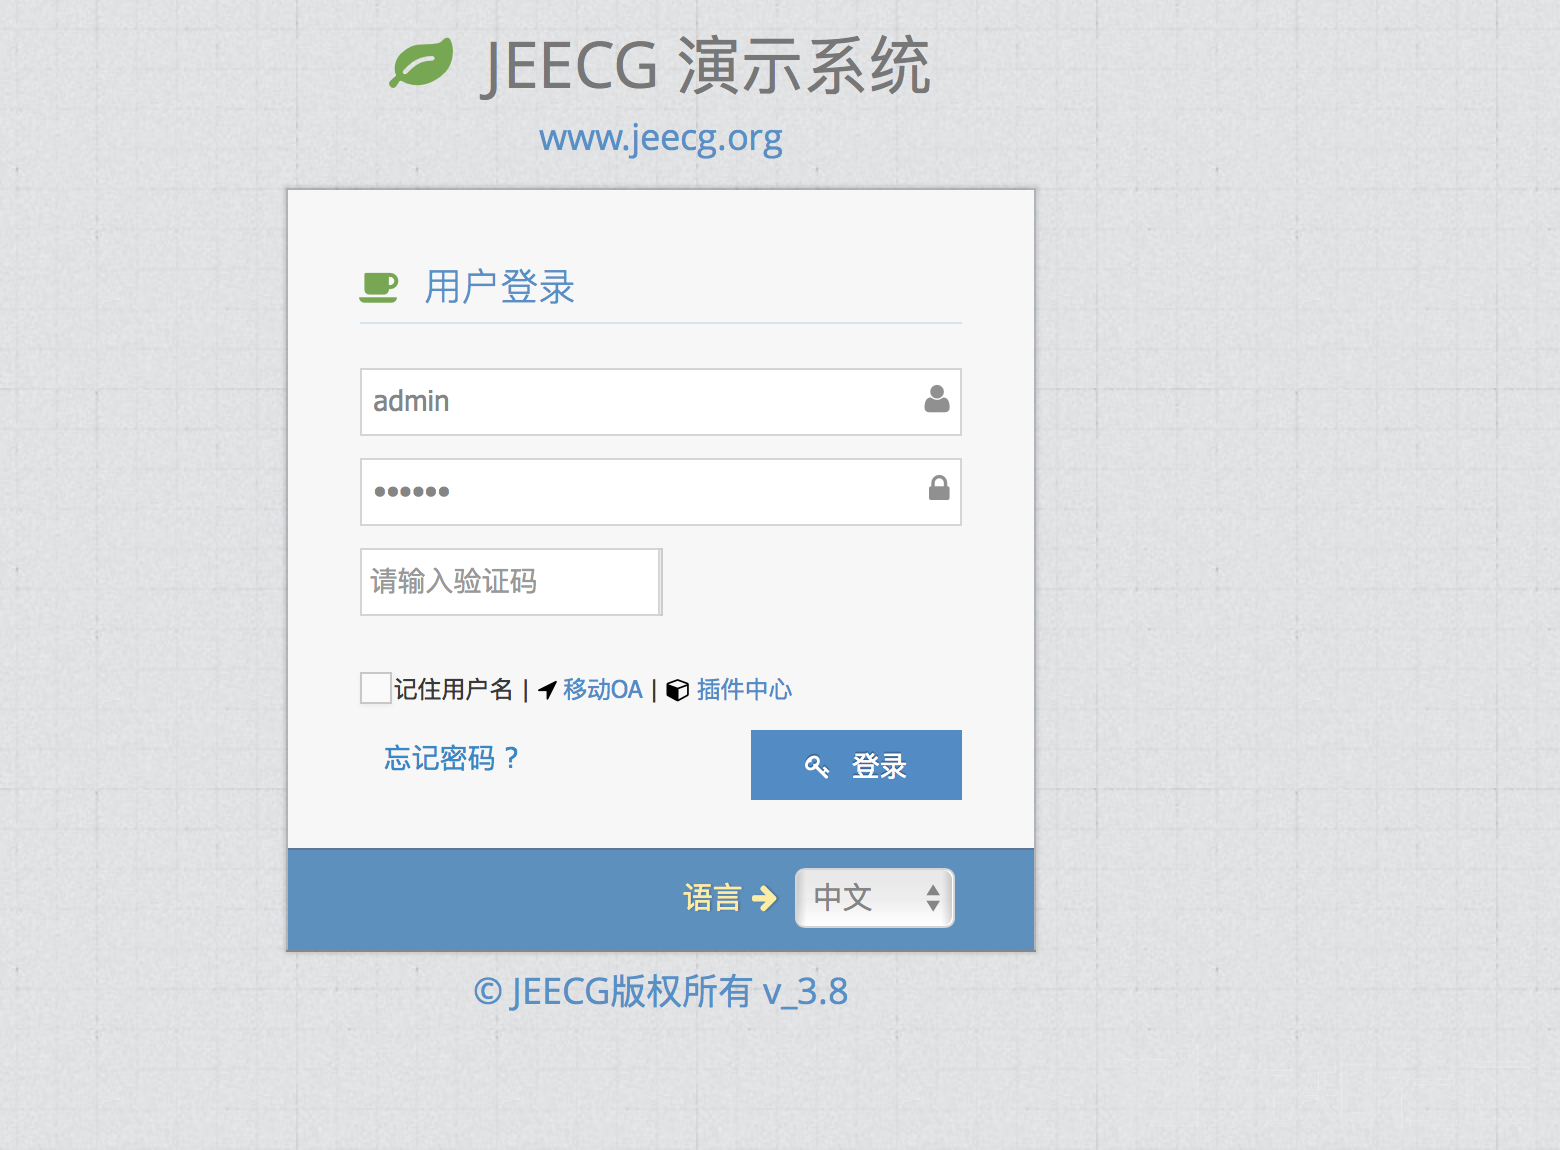 JEECG 演示系统
www.jeecg.org
用户登录
admin
••••••
请输入验证码
记住用户名 | 移动OA | 插件中心
忘记密码 ?
登录
语言 中文
© JEECG版权所有 v_3.8